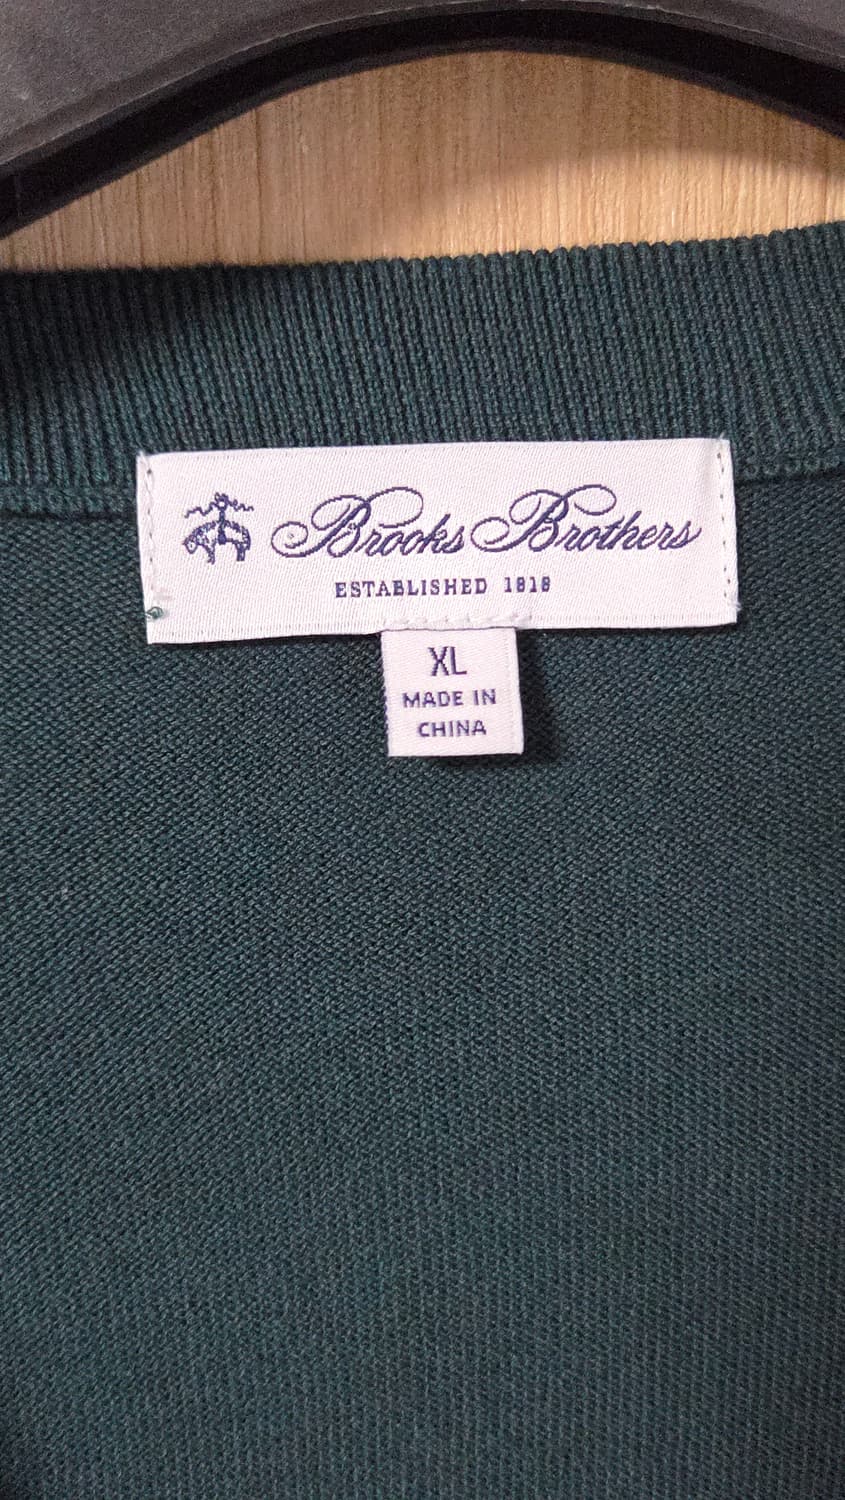 Brooks Brothers
ESTABLISHED 1818
XL
MADE IN
CHINA